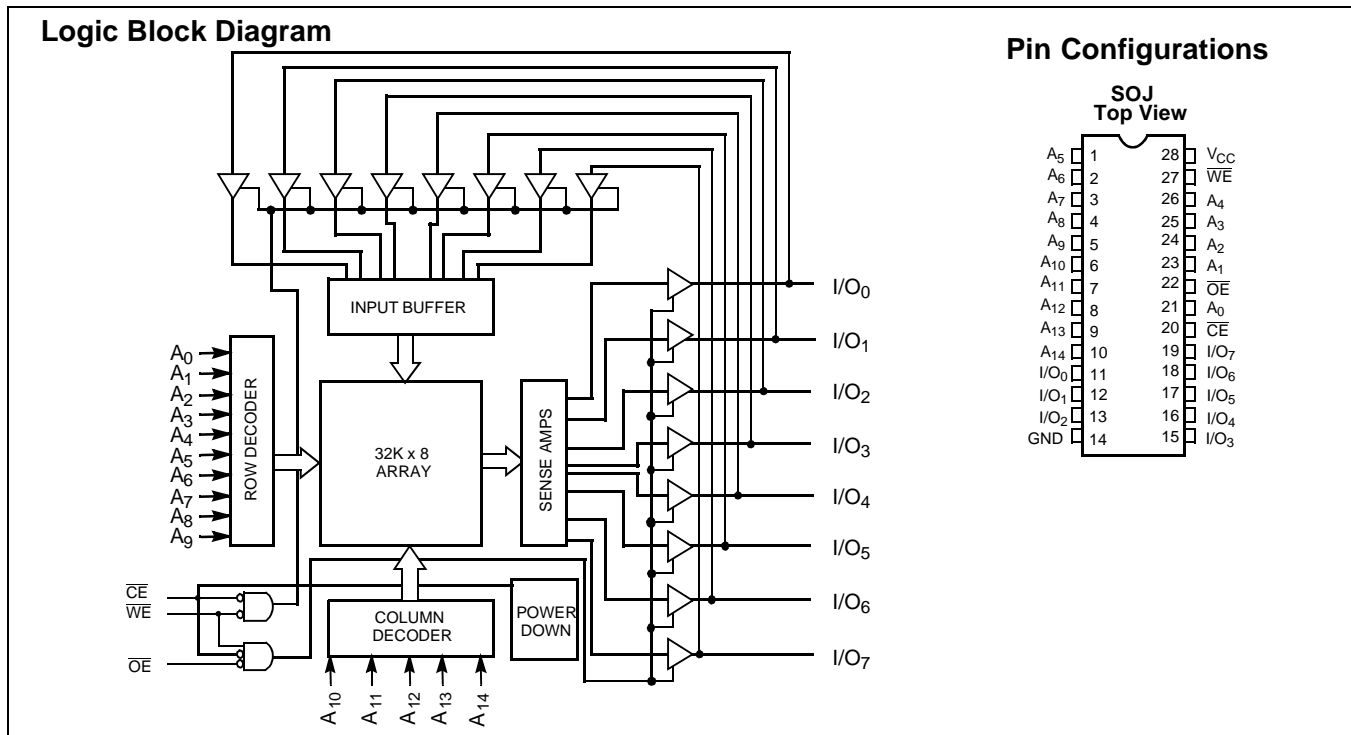 Logic Block Diagram
INPUT BUFFER
A0
A1
A2
A3
A4
A5
A6
A7
A8
A9
ROW DECODER
32K x 8
ARRAY
SENSE AMPS
I/O0
I/O1
I/O2
I/O3
I/O4
I/O5
I/O6
I/O7
CE
WE
OE
COLUMN
DECODER
POWER
DOWN
A10
A11
A12
A13
A14
Pin Configurations
SOJ
Top View
A5 1 28 VCC
A6 2 27 WE
A7 3 26 A4
A8 4 25 A3
A9 5 24 A2
A10 6 23 A1
A11 7 22 OE
A12 8 21 A0
A13 9 20 CE
A14 10 19 I/O7
I/O0 11 18 I/O6
I/O1 12 17 I/O5
I/O2 13 16 I/O4
GND 14 15 I/O3